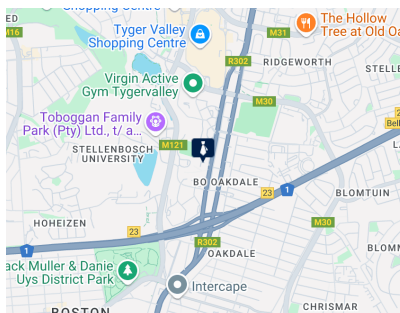 Shopping Centre
M16
Tyger Valley
Shopping Centre
M31
The Hollow
Tree at Old Oa
R302
RIDGEWORTH
STELLE
Virgin Active
Gym Tygervalley
M30
Toboggan Family
Park (Pty) Ltd., t/ a...
Bel
M121
STELLENBOSCH
UNIVERSITY
BO
OAKDALE
23
1
BLOMTUIN
HOHEIZEN
23
M30
1
R302
BLOMN
OAKDALE
ack Muller & Danie
Uys District Park
Intercape
BOSTON
CHRISMAR